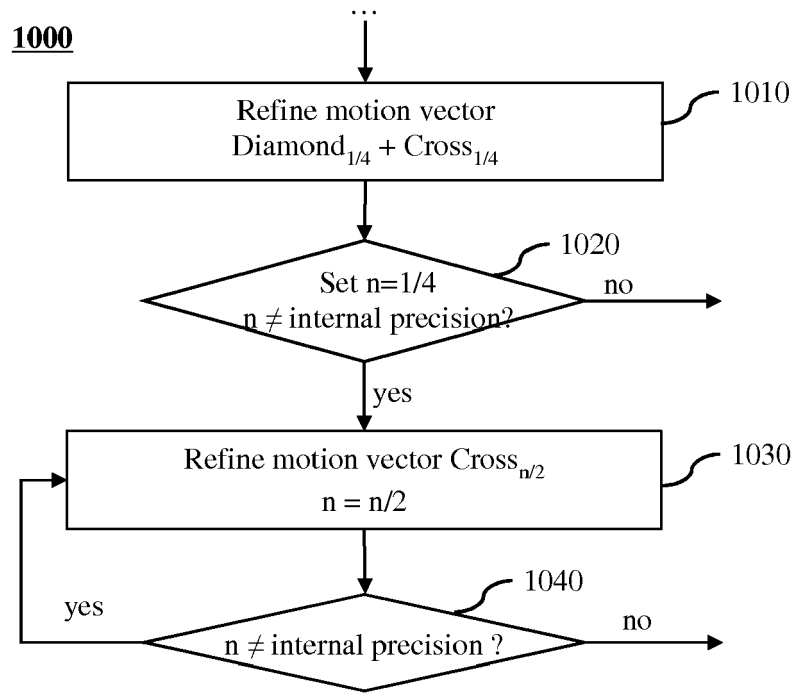 …
1000
Refine motion vector
Diamond1/4 + Cross1/4
1010
1020
Set n=1/4
n ≠ internal precision?
no
yes
Refine motion vector Crossn/2
n = n/2
1030
1040
yes
n ≠ internal precision ?
no